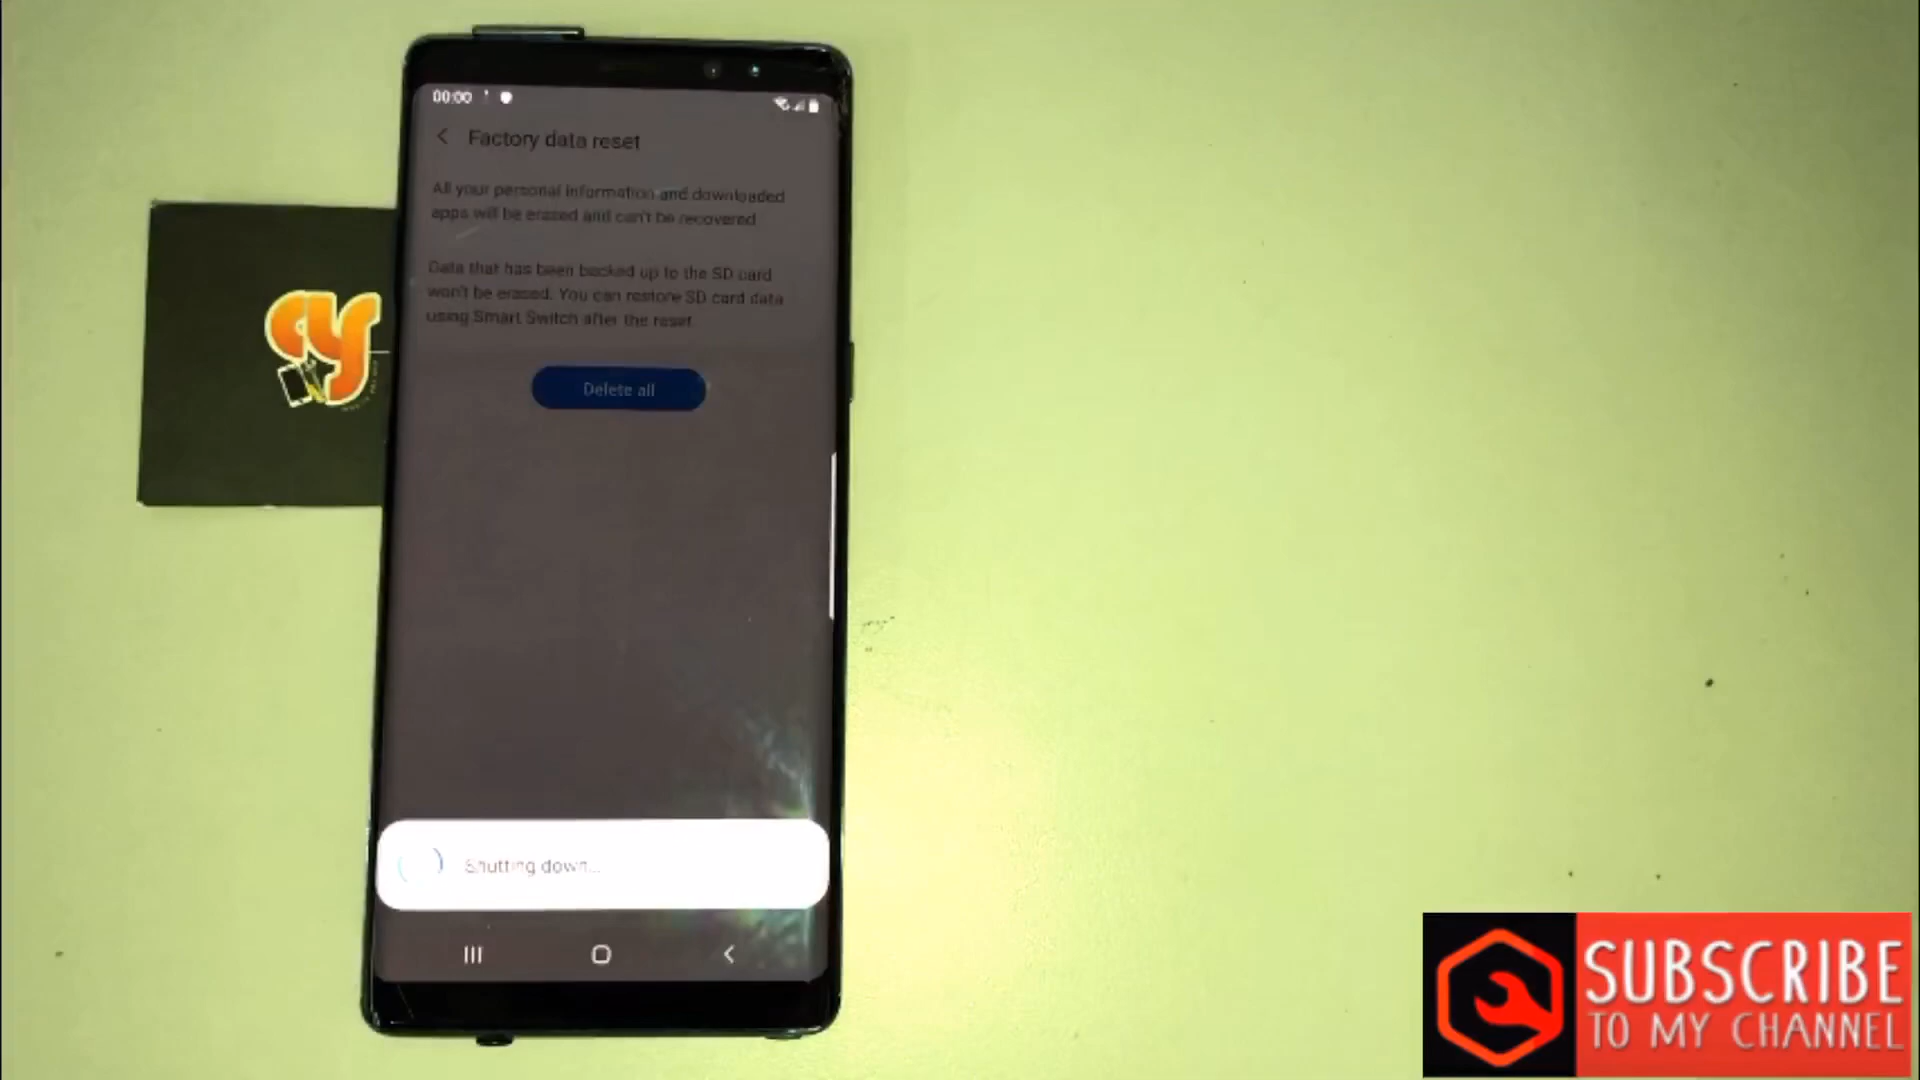 00:00
Factory data reset
All your personal information and downloaded
apps will be erased and can't be recovered
Data that has been backed up to the SD card
won't be erased. You can restore SD card data
using Smart Switch after the reset
Delete all
Shutting down...
cy
SUBSCRIBE
TO MY CHANNEL